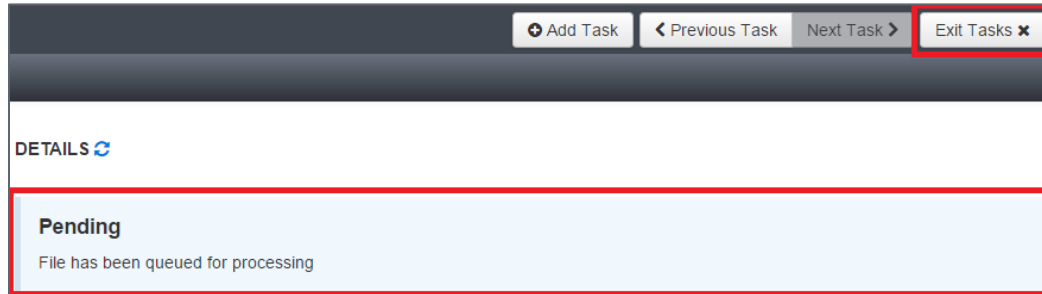 Add Task Previous Task Next Task Exit Tasks
DETAILS
Pending
File has been queued for processing